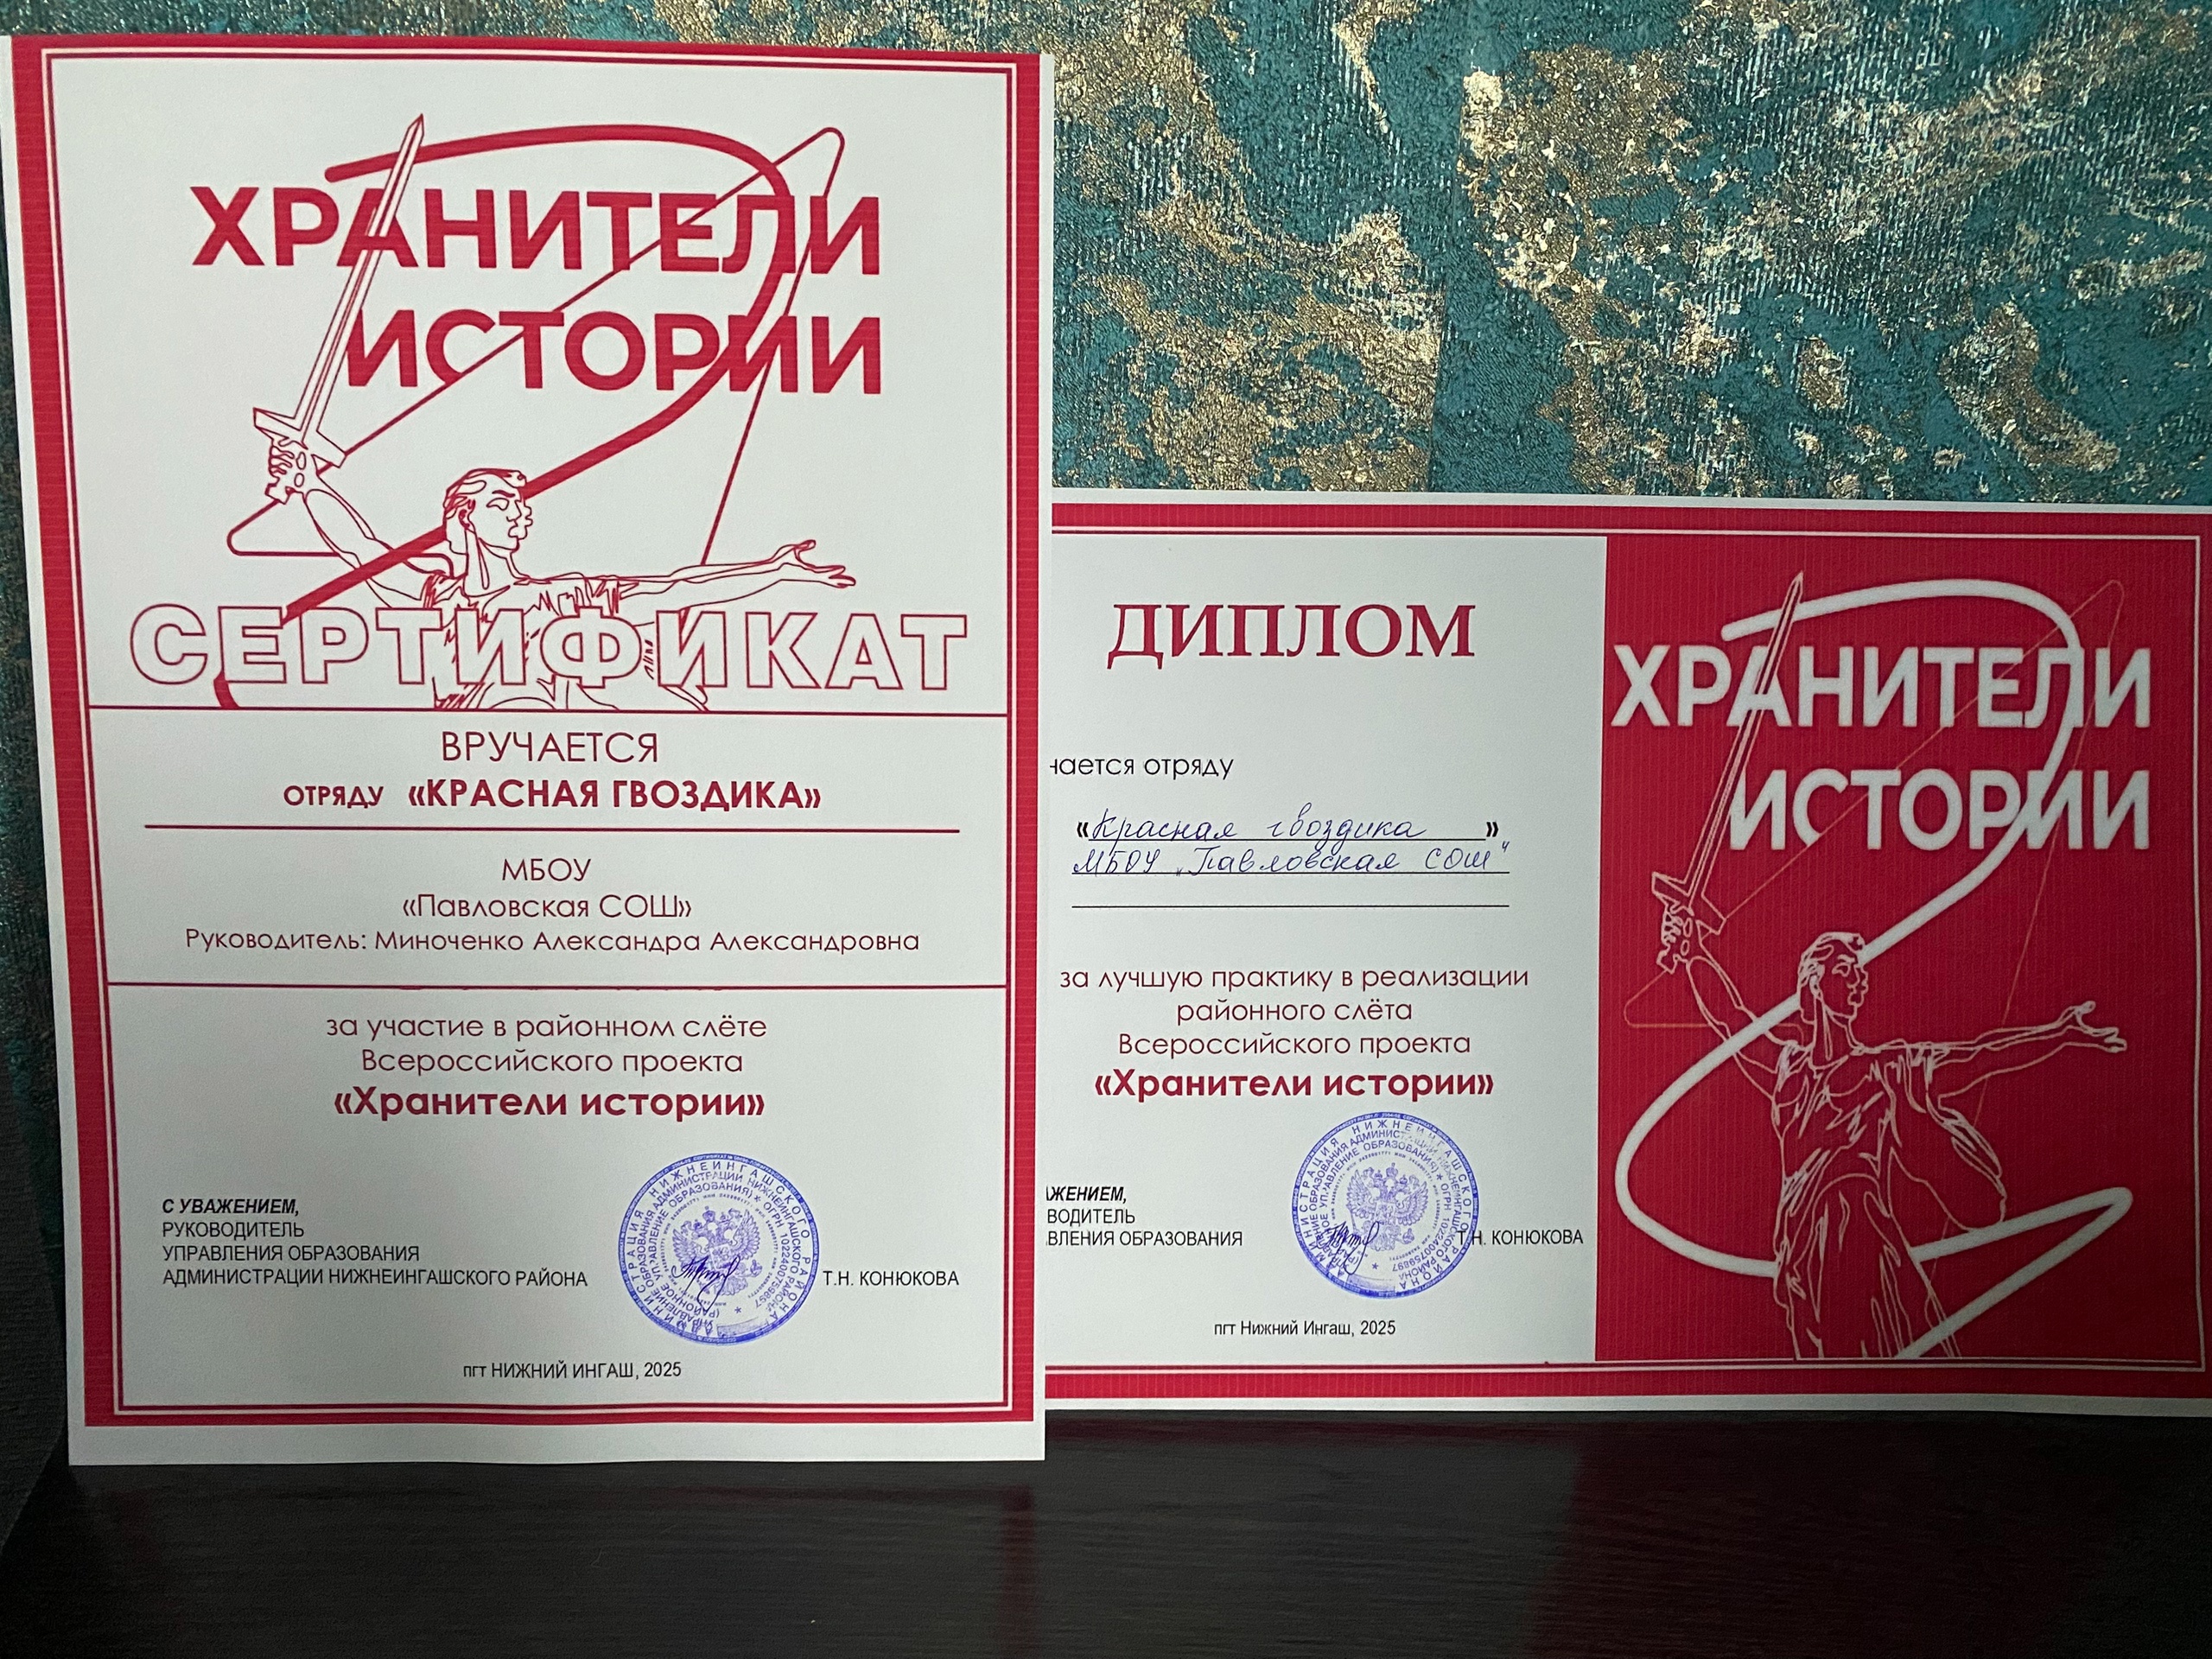 ХРАНИТЕЛИ
ИСТОРИИ
СЕРТИФИКАТ
ВРУЧАЕТСЯ
ОТРЯДУ «КРАСНАЯ ГВОЗДИКА»
МБОУ
«Павловская СОШ»
Руководитель: Миноченко Александра Александровна
за участие в районном слёте
Всероссийского проекта
«Хранители истории»
С УВАЖЕНИЕМ,
РУКОВОДИТЕЛЬ
УПРАВЛЕНИЯ ОБРАЗОВАНИЯ
АДМИНИСТРАЦИИ НИЖНЕИНГАШСКОГО РАЙОНА
Т.Н. КОНЮКОВА
пгт НИЖНИЙ ИНГАШ, 2025
ДИПЛОМ
чается отряду
«Красная гвоздика»
МБОУ „Павловская СОШ"
за лучшую практику в реализации
районного слёта
Всероссийского проекта
«Хранители истории»
АЖЕНИЕМ,
ВОДИТЕЛЬ
ВЛЕНИЯ ОБРАЗОВАНИЯ
Т.Н. КОНЮКОВА
пгт Нижний Ингаш, 2025
ХРАНИТЕЛИ
ИСТОРИИ